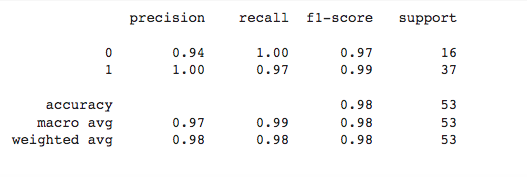 precision recall f1-score support
0 0.94 1.00 0.97 16
1 1.00 0.97 0.99 37
accuracy 0.98 53
macro avg 0.97 0.99 0.98 53
weighted avg 0.98 0.98 0.98 53